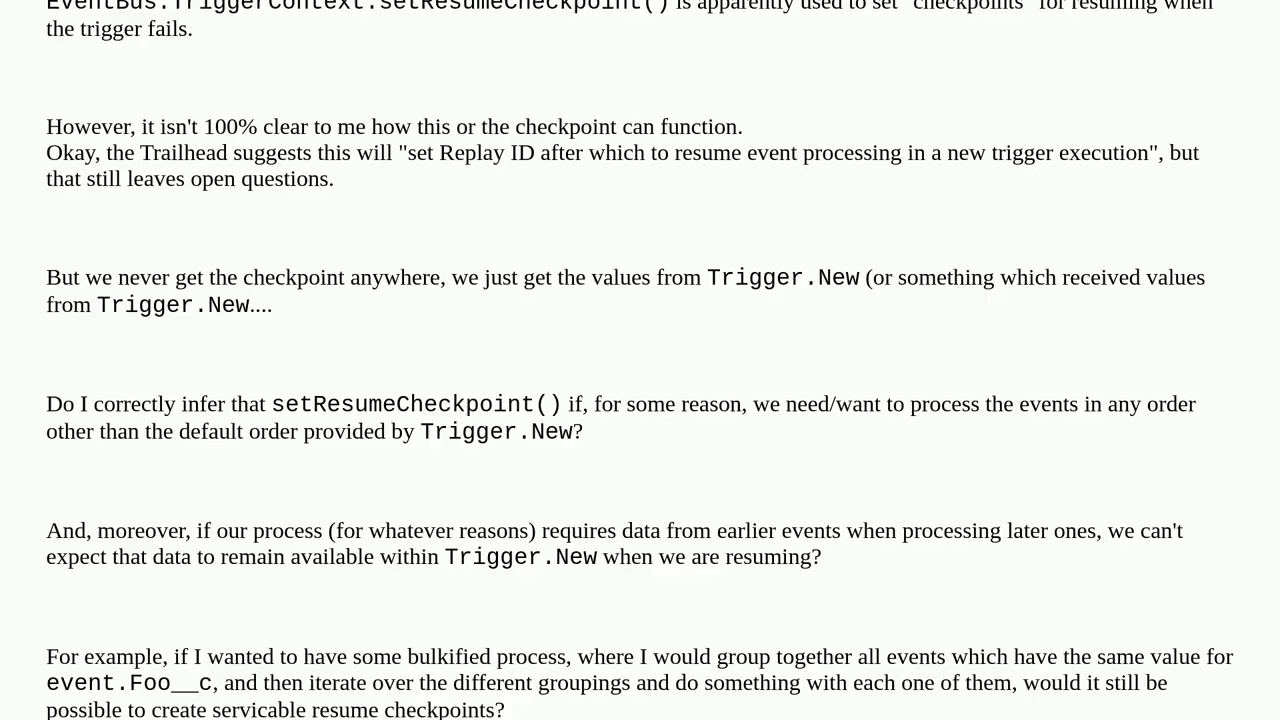 EventBus.TriggerContext.setResumeCheckpoint() is apparently used to set "checkpoints" for resuming when
the trigger fails.
However, it isn't 100% clear to me how this or the checkpoint can function.
Okay, the Trailhead suggests this will "set Replay ID after which to resume event processing in a new trigger execution", but
that still leaves open questions.
But we never get the checkpoint anywhere, we just get the values from Trigger.New (or something which received values
from Trigger.New....
Do I correctly infer that setResumeCheckpoint() if, for some reason, we need/want to process the events in any order
other than the default order provided by Trigger.New?
And, moreover, if our process (for whatever reasons) requires data from earlier events when processing later ones, we can't
expect that data to remain available within Trigger.New when we are resuming?
For example, if I wanted to have some bulkified process, where I would group together all events which have the same value for
event.Foo__c, and then iterate over the different groupings and do something with each one of them, would it still be
possible to create servicable resume checkpoints?